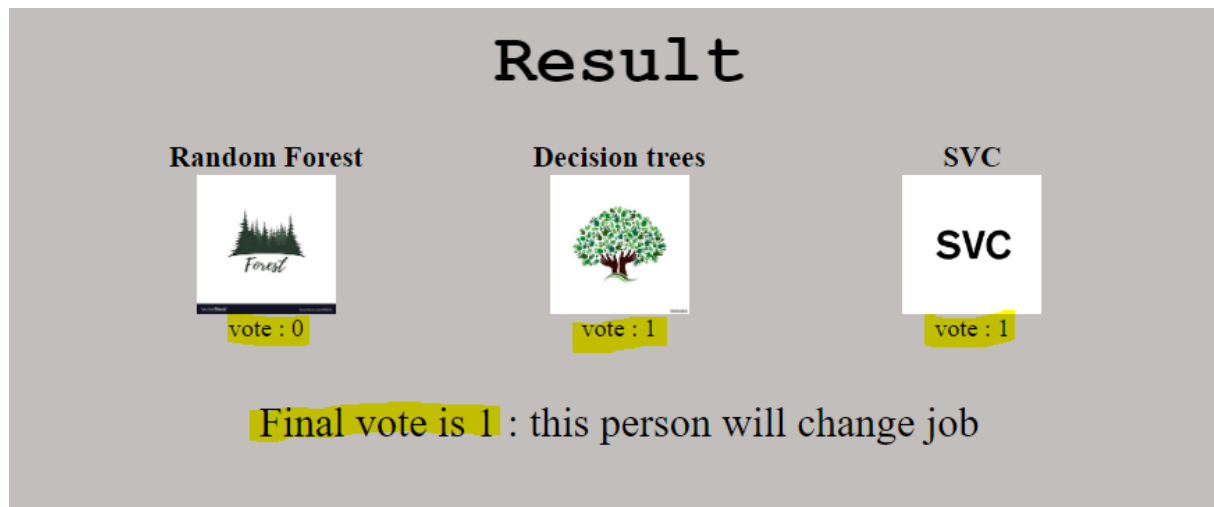 Result
Random Forest
Decision trees
SVC
Forest
SVC
vote : 0
vote : 1
vote : 1
Final vote is 1 : this person will change job